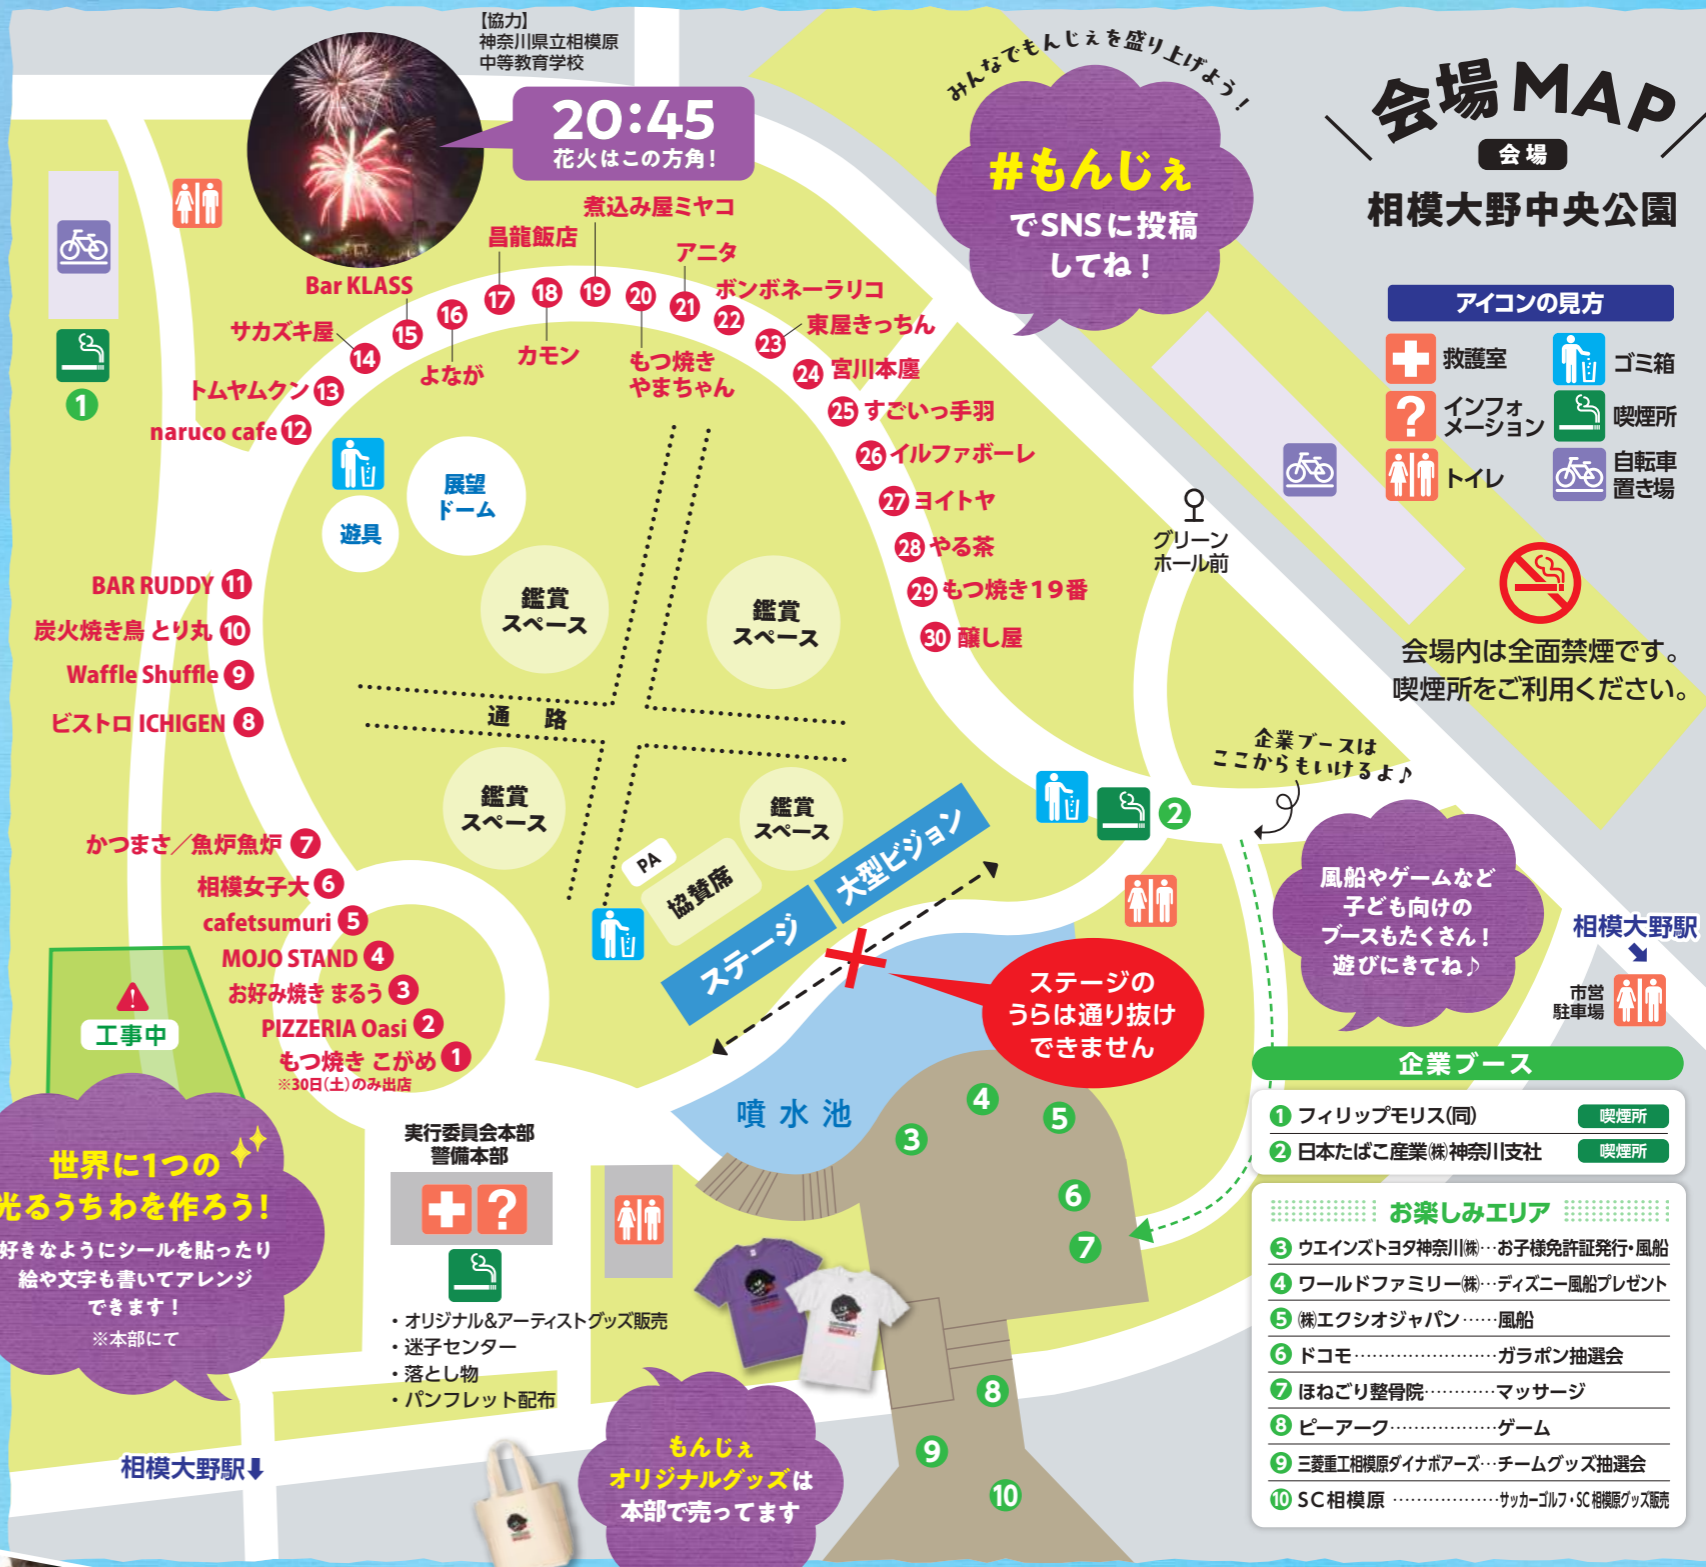 【協力】
神奈川県立相模原
中等教育学校
20:45
花火はこの方角!
みんなでもんじぇを盛り上げよう!
#もんじぇ
でSNSに投稿
してね!
会場MAP
会場
相模大野中央公園
アイコンの見方
救護室
ゴミ箱
インフォ
メーション
喫煙所
トイレ
自転車
置き場
会場内は全面禁煙です。
喫煙所をご利用ください。
1
煮込み屋ミヤコ
昌龍飯店
アニタ
Bar KLASS
ボンボネーラリコ
サカズキ屋
東屋きっちん
トムヤムクン 13
naruco cafe 12
14
15
16
17
18
19
20
21
22
23
よなが
カモン
もつ焼き
やまちゃん
24 宮川本廛
25 すごいっ手羽
26 イルファボーレ
27 ヨイトヤ
28 やる茶
29 もつ焼き19番
30 醸し屋
展望
ドーム
遊具
グリーン
ホール前
鑑賞
スペース
鑑賞
スペース
通 路
鑑賞
スペース
鑑賞
スペース
BAR RUDDY 11
炭火焼き鳥 とり丸 10
Waffle Shuffle 9
ビストロ ICHIGEN 8
かつまさ/魚炉魚炉 7
相模女子大 6
cafetsumuri 5
MOJO STAND 4
お好み焼き まるう 3
PIZZERIA Oasi 2
もつ焼き こがめ 1
※30日(土)のみ出店
工事中
PA
協賛席
ステージ
大型ビジョン
2
企業ブースは
ここからもいけるよ♪
風船やゲームなど
子ども向けの
ブースもたくさん!
遊びにきてね♪
相模大野駅
市営
駐車場
ステージの
うらは通り抜け
できません
噴水池
3
4
5
6
7
8
9
10
世界に1つの
光るうちわを作ろう!
好きなようにシールを貼ったり
絵や文字も書いてアレンジ
できます!
※本部にて
実行委員会本部
警備本部
・オリジナル&アーティストグッズ販売
・迷子センター
・落とし物
・パンフレット配布
相模大野駅
もんじぇ
オリジナルグッズは
本部で売ってます
企業ブース
1 フィリップモリス(同) 喫煙所
2 日本たばこ産業㈱神奈川支社 喫煙所
お楽しみエリア
3 ウエインズトヨタ神奈川㈱…お子様免許証発行・風船
4 ワールドファミリー㈱…ディズニー風船プレゼント
5 ㈱エクシオジャパン……風船
6 ドコモ……………………ガラポン抽選会
7 ほねごり整骨院…………マッサージ
8 ピーアーク………………ゲーム
9 三菱重工相模原ダイナボアーズ…チームグッズ抽選会
10 SC相模原………………サッカーゴルフ・SC相模原グッズ販売